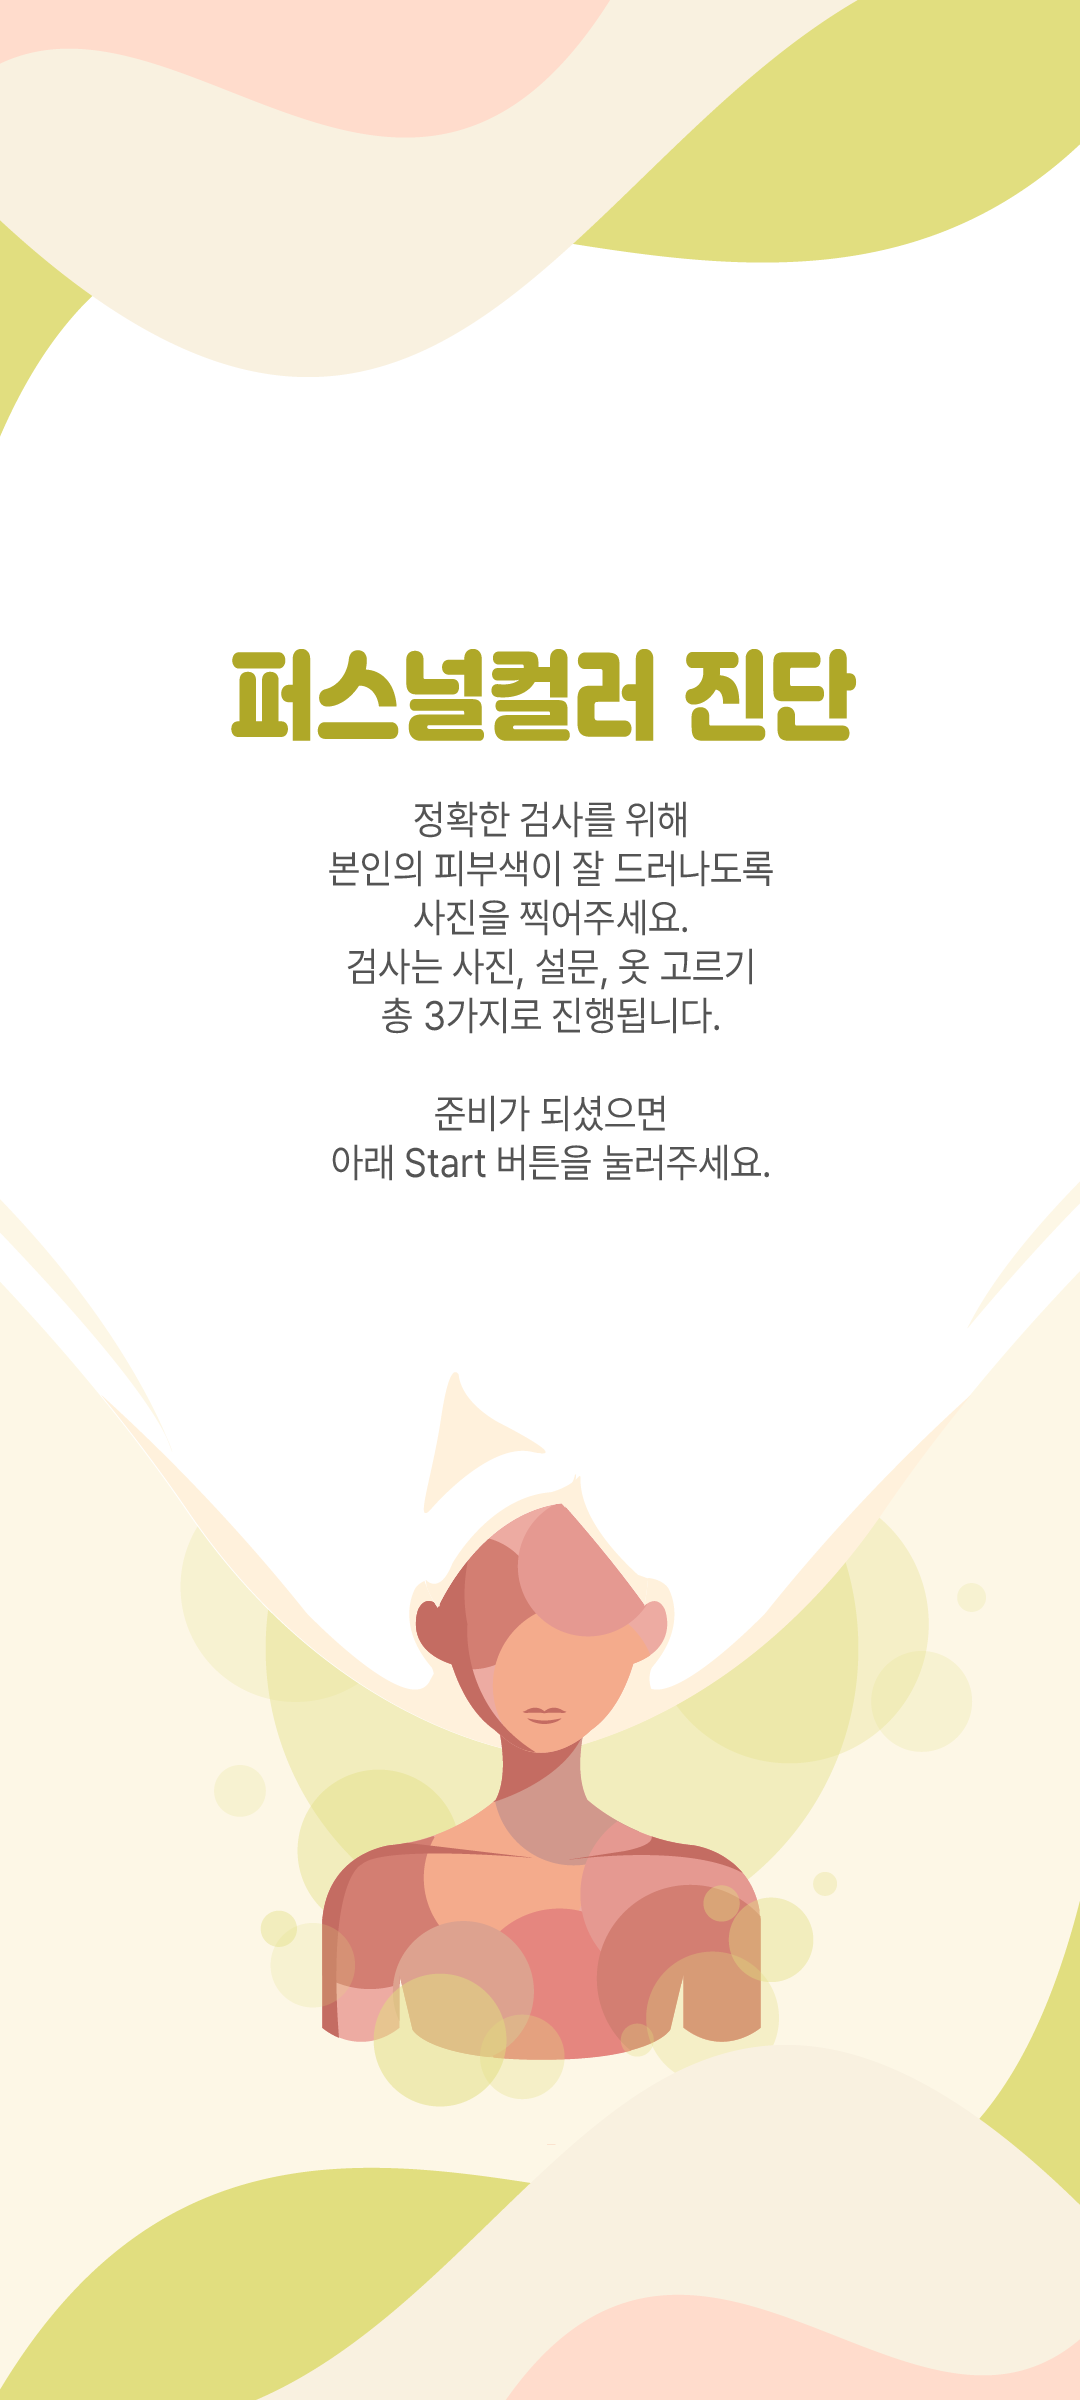 퍼스널컬러 진단
정확한 검사를 위해
본인의 피부색이 잘 드러나도록
사진을 찍어주세요.
검사는 사진, 설문, 옷 고르기
총 3가지로 진행됩니다.
준비가 되셨으면
아래 Start 버튼을 눌러주세요.